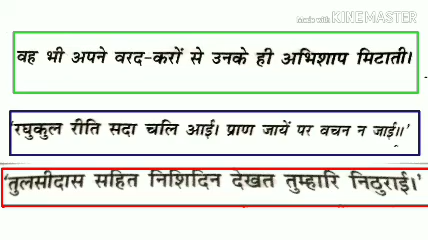 Made with KINEMASTER
वह भी अपने वरद-करों से उनके ही अभिशाप मिटाती।
'रघुकुल रीति सदा चलि आई। प्राण जायें पर वचन न जाई॥'
'तुलसीदास सहित निशिदिन देखत तुम्हारि निठुराई।'